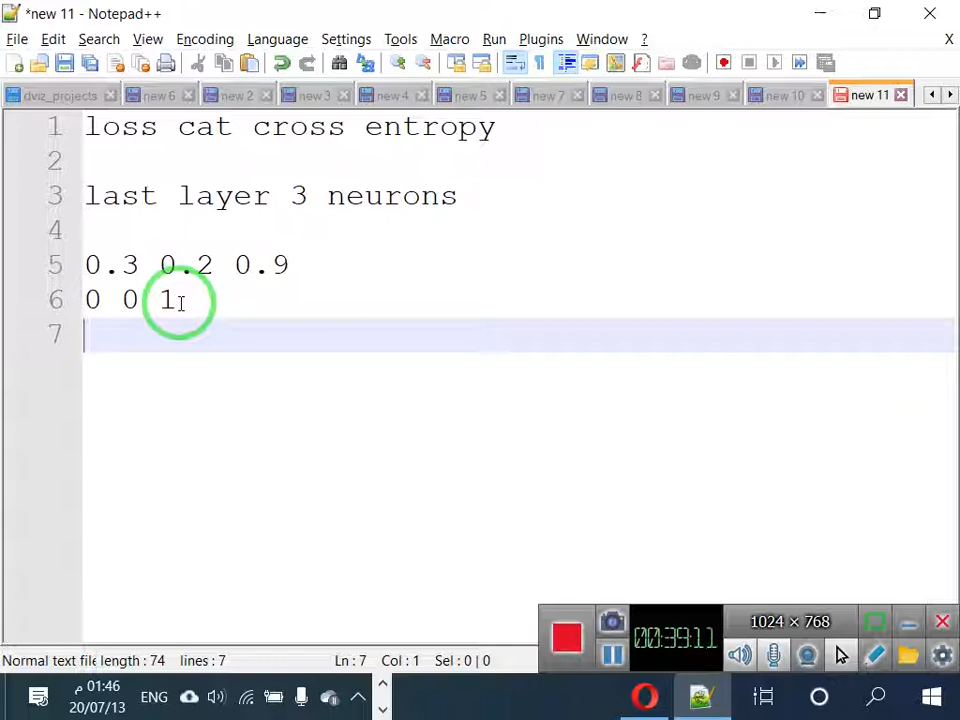 *new 11 - Notepad++
File Edit Search View Encoding Language Settings Tools Macro Run Plugins Window ? X
dviz_projects new 6 new 2 new 3 new 4 new 5 new 7 new 8 new 9 new 10 new 11
1 loss cat cross entropy
2
3 last layer 3 neurons
4
5 0.3 0.2 0.9
6 0 0 1
7
1024 × 768
00:39:11
Normal text file length : 74 lines : 7 Ln : 7 Col : 1 Sel : 0 | 0
01:46 م
ENG
20/07/13